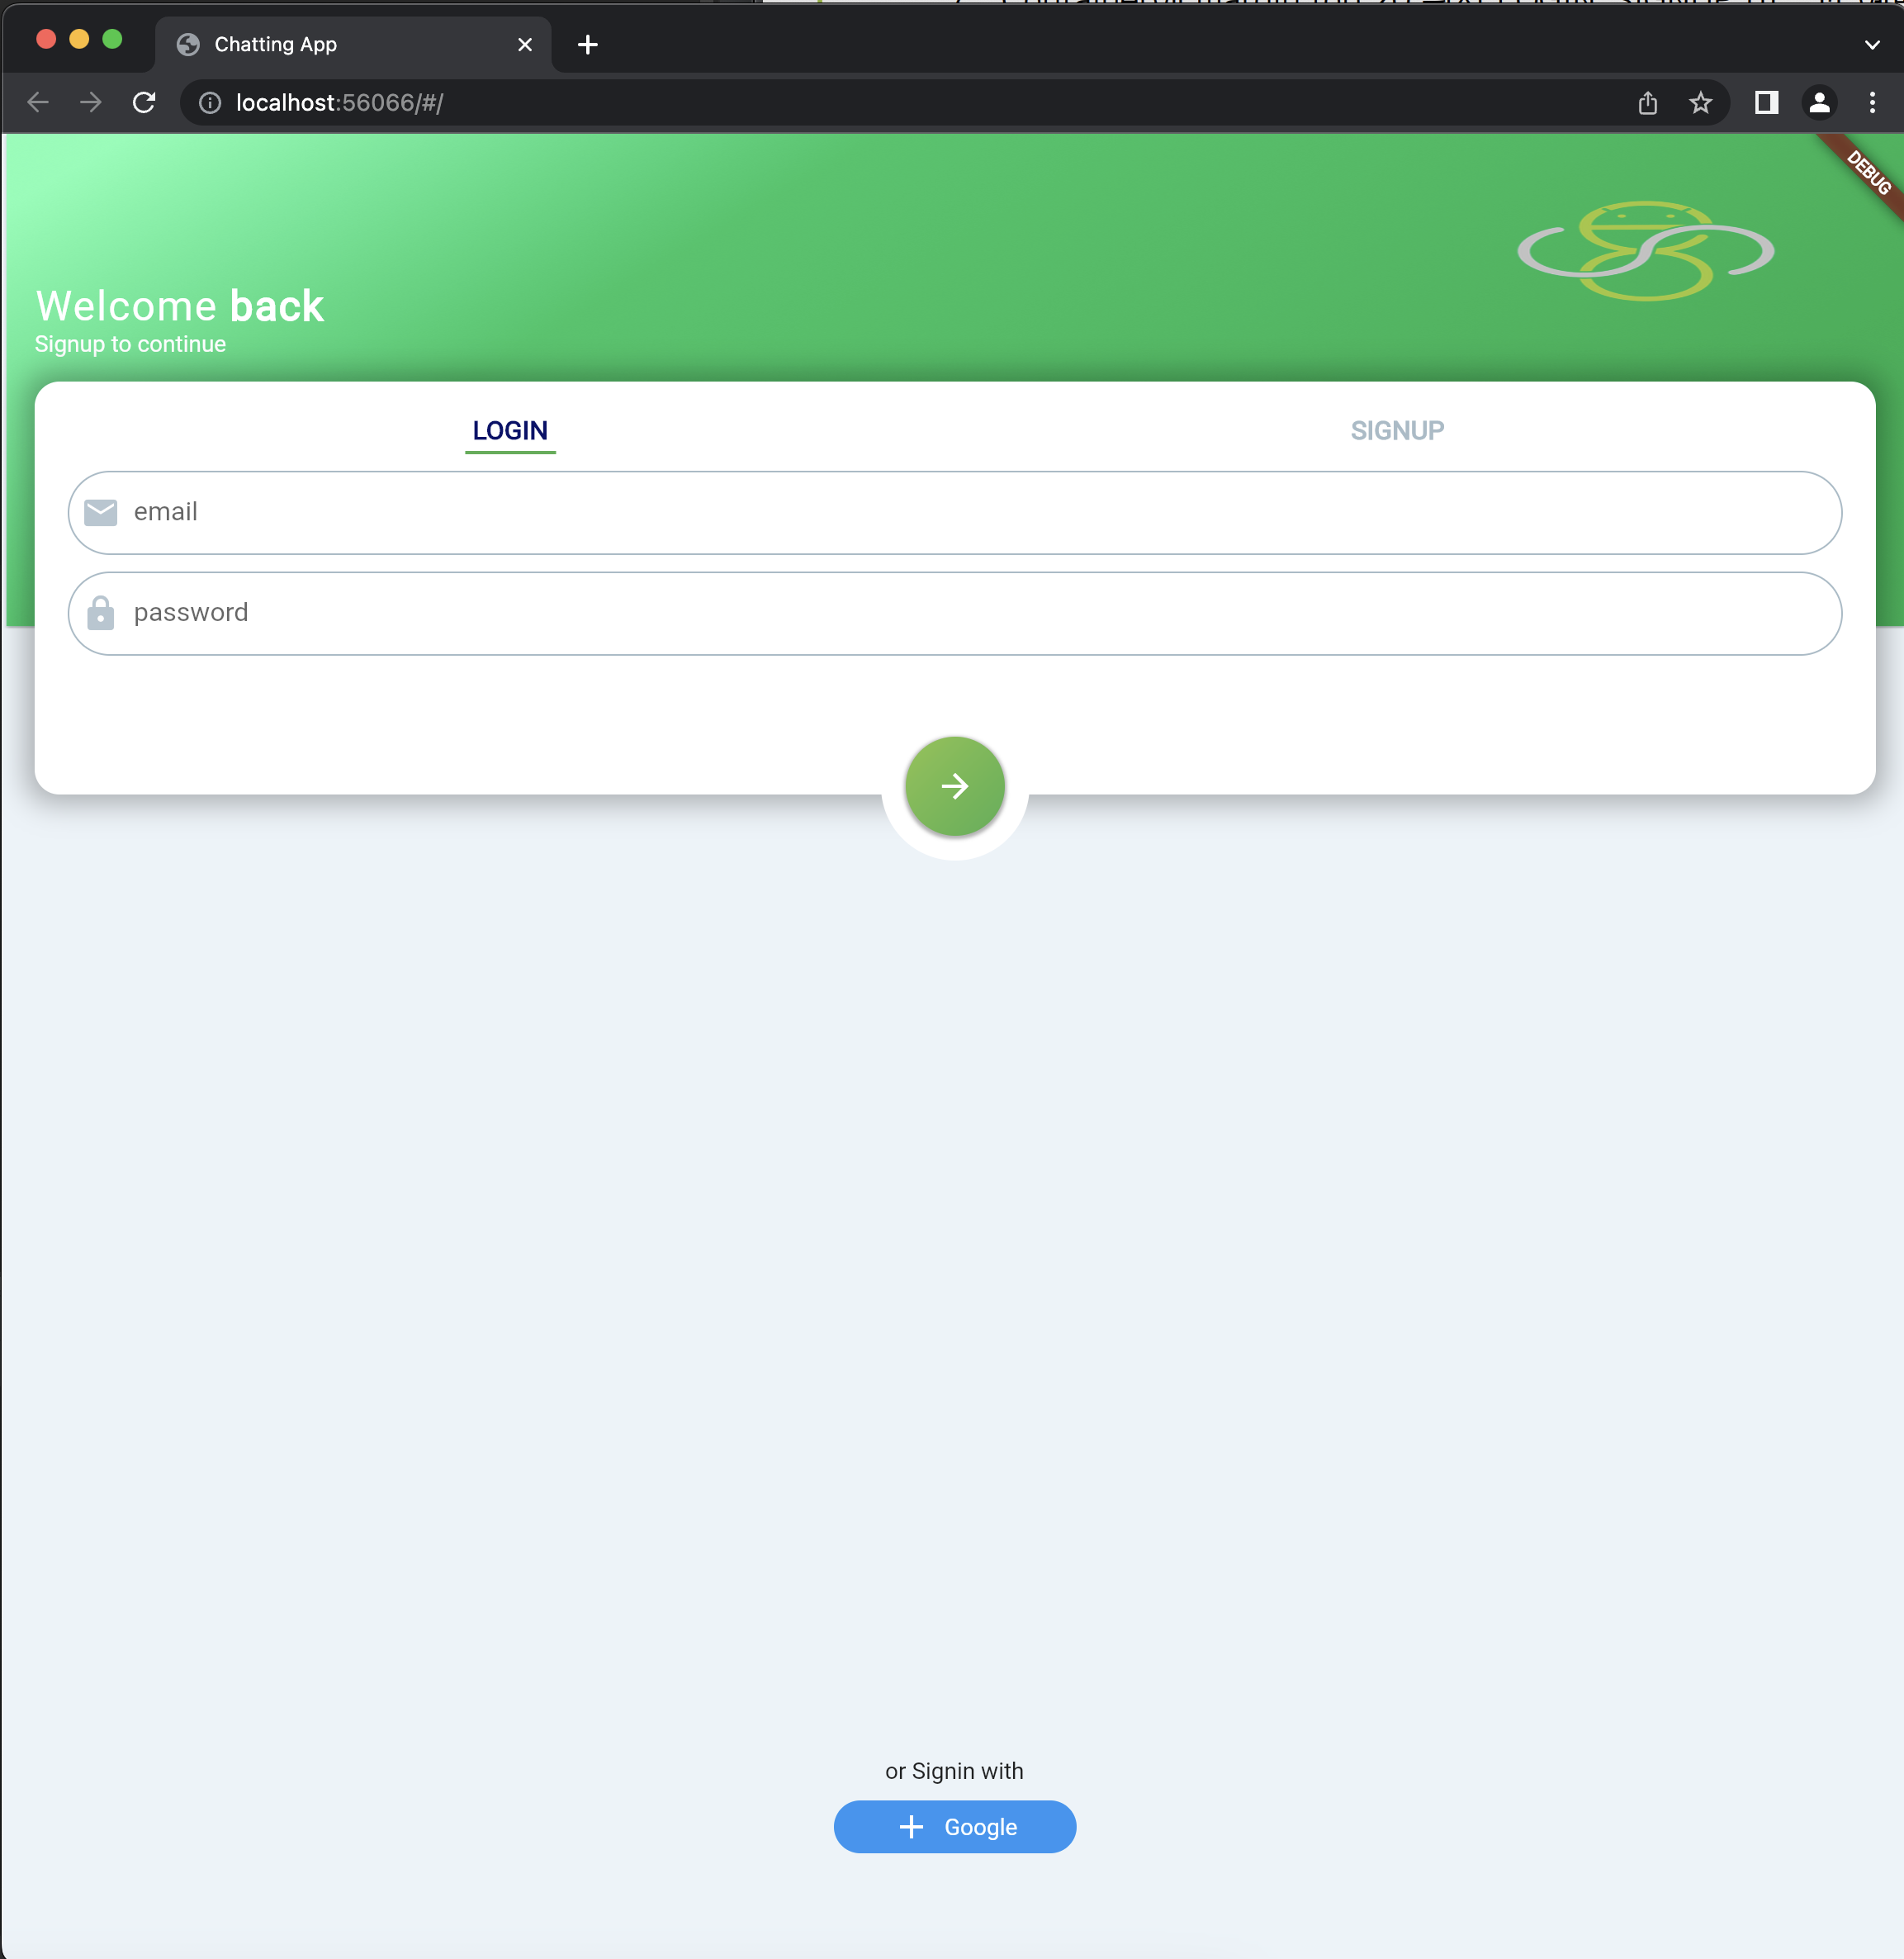 Chatting App
localhost:56066/#/
DEBUG
Welcome back
Signup to continue
LOGIN
SIGNUP
email
password
or Signin with
Google